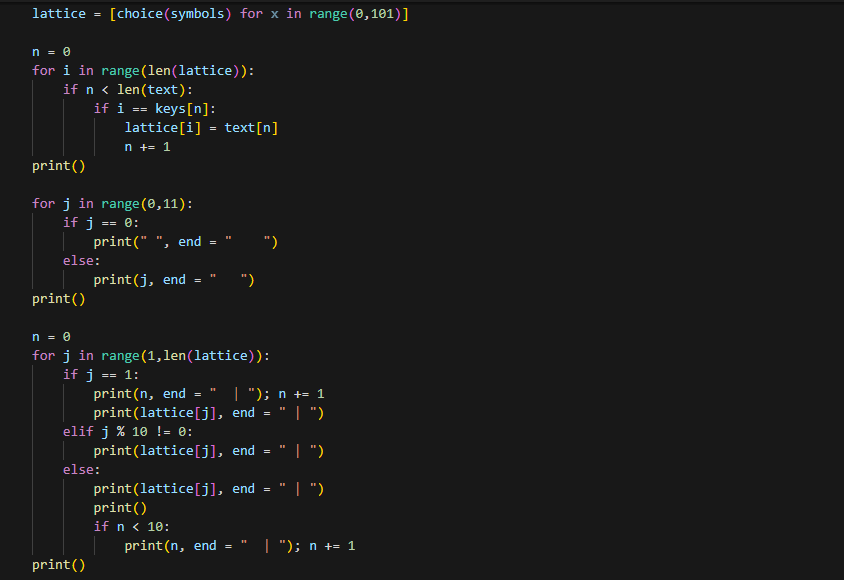 lattice = [choice(symbols) for x in range(0,101)]
n = 0
for i in range(len(lattice)):
    if n < len(text):
        if i == keys[n]:
            lattice[i] = text[n]
            n += 1
print()
for j in range(0,11):
    if j == 0:
        print(" ", end = "    ")
    else:
        print(j, end = "   ")
print()
n = 0
for j in range(1,len(lattice)):
    if j == 1:
        print(n, end = "  | "); n += 1
        print(lattice[j], end = " | ")
    elif j % 10 != 0:
        print(lattice[j], end = " | ")
    else:
        print(lattice[j], end = " | ")
        print()
        if n < 10:
            print(n, end = "  | "); n += 1
print()